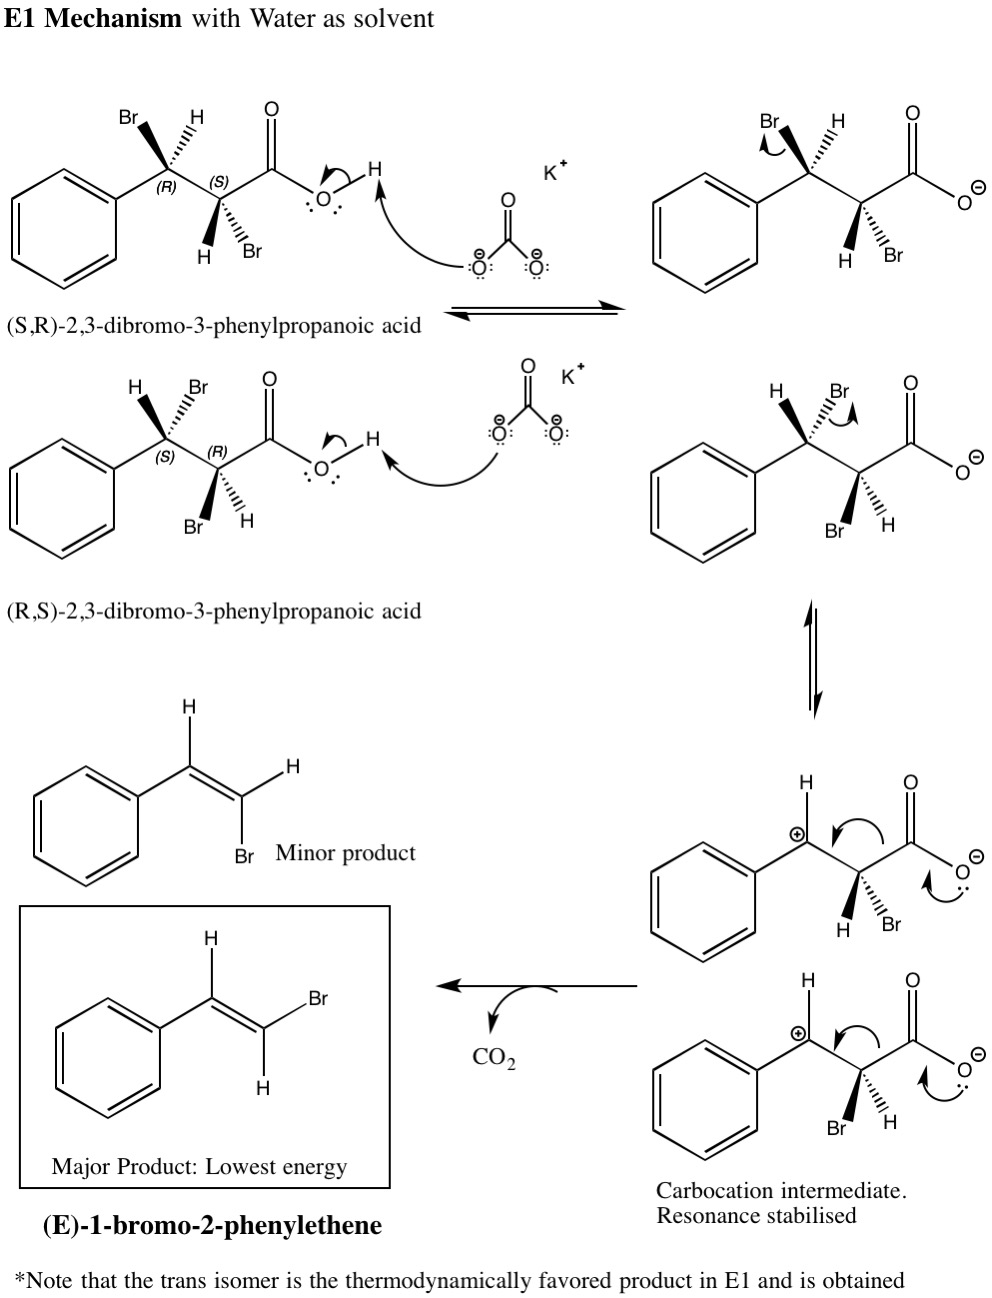 E1 Mechanism with Water as solvent
Br H O
(R) (S) O H
H Br
K+
O
O O
Br H O
O
H Br
(S,R)-2,3-dibromo-3-phenylpropanoic acid
H Br O
(S) (R) O H
Br H
O K+
O O
H Br O
O
Br H
(R,S)-2,3-dibromo-3-phenylpropanoic acid
H
H
Br Minor product
H O
O
H Br
H
Br
H
Major Product: Lowest energy
(E)-1-bromo-2-phenylethene
CO2
H O
O
Br H
Carbocation intermediate.
Resonance stabilised
*Note that the trans isomer is the thermodynamically favored product in E1 and is obtained